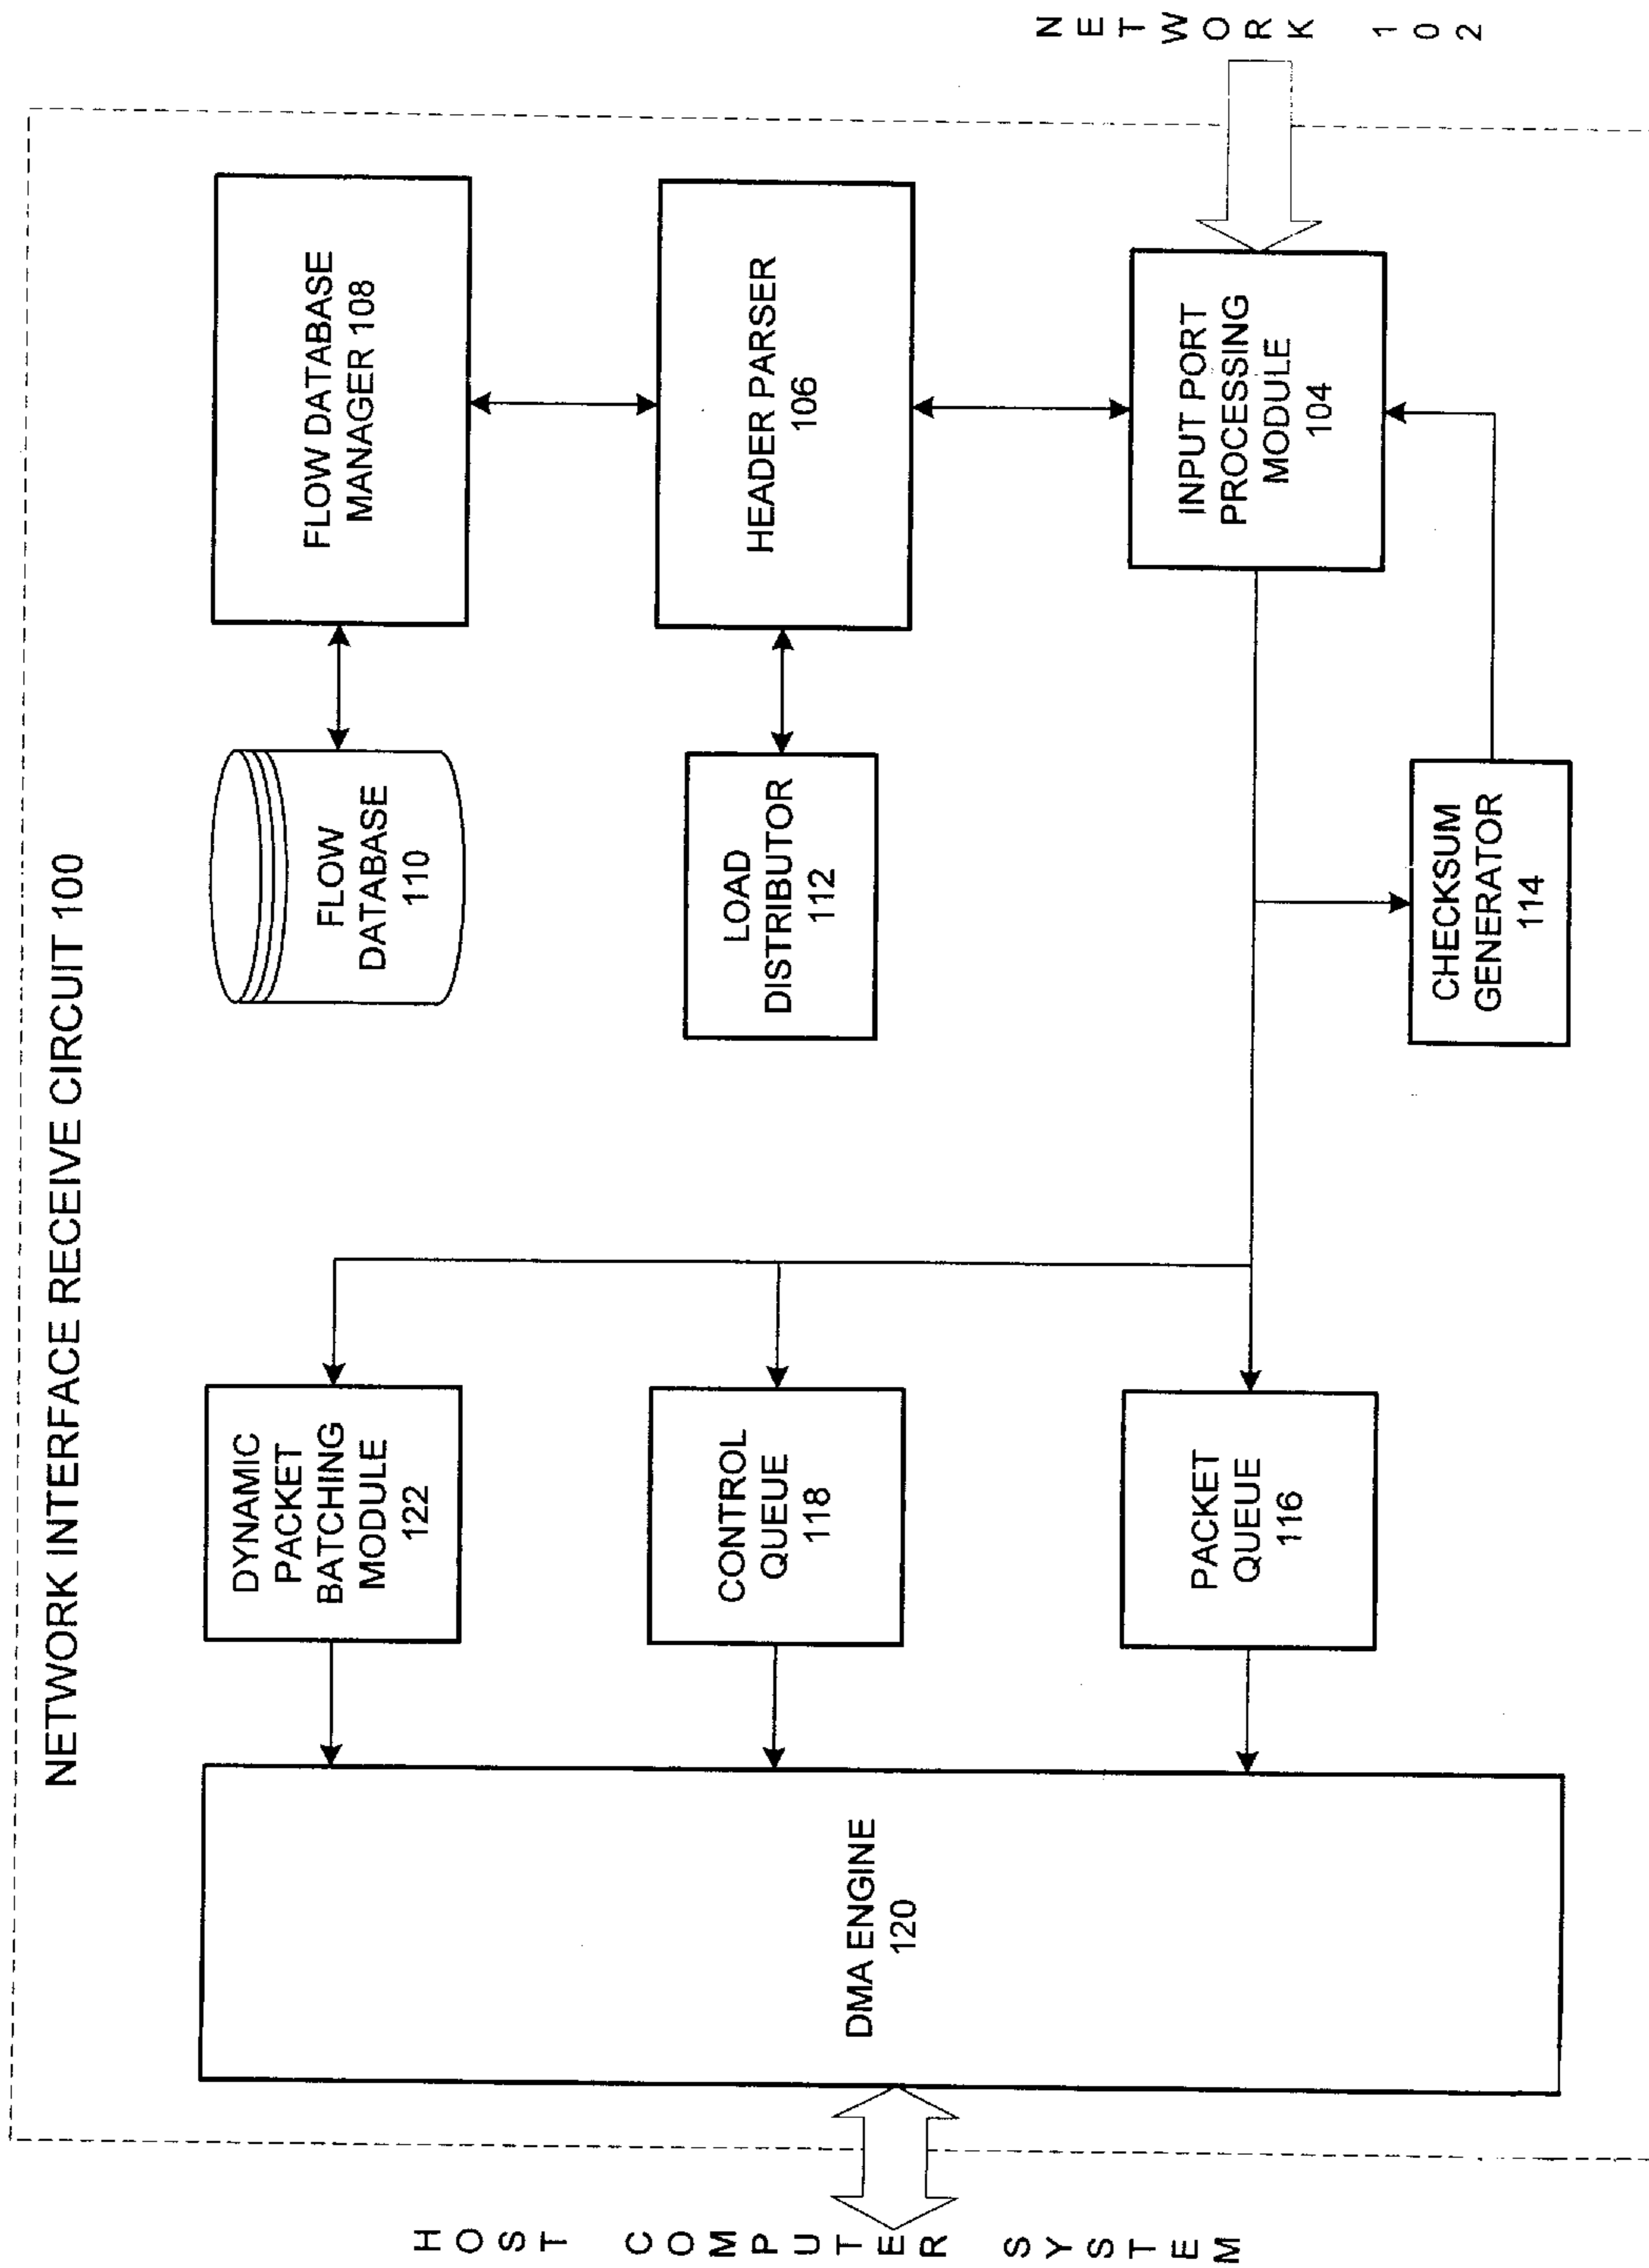 NETWORK INTERFACE RECEIVE CIRCUIT 100
HOST COMPUTER SYSTEM
DMA ENGINE
120
DYNAMIC
PACKET
BATCHING
MODULE
122
CONTROL
QUEUE
118
PACKET
QUEUE
116
FLOW
DATABASE
110
LOAD
DISTRIBUTOR
112
CHECKSUM
GENERATOR
114
FLOW DATABASE
MANAGER 108
HEADER PARSER
106
INPUT PORT
PROCESSING
MODULE
104
NETWORK 102